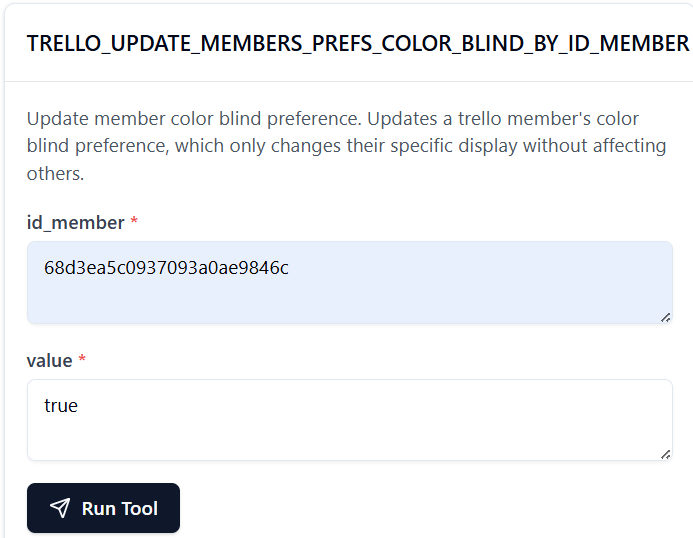 TRELLO_UPDATE_MEMBERS_PREFS_COLOR_BLIND_BY_ID_MEMBER
Update member color blind preference. Updates a trello member's color
blind preference, which only changes their specific display without affecting
others.
id_member *
68d3ea5c0937093a0ae9846c
value *
true
Run Tool